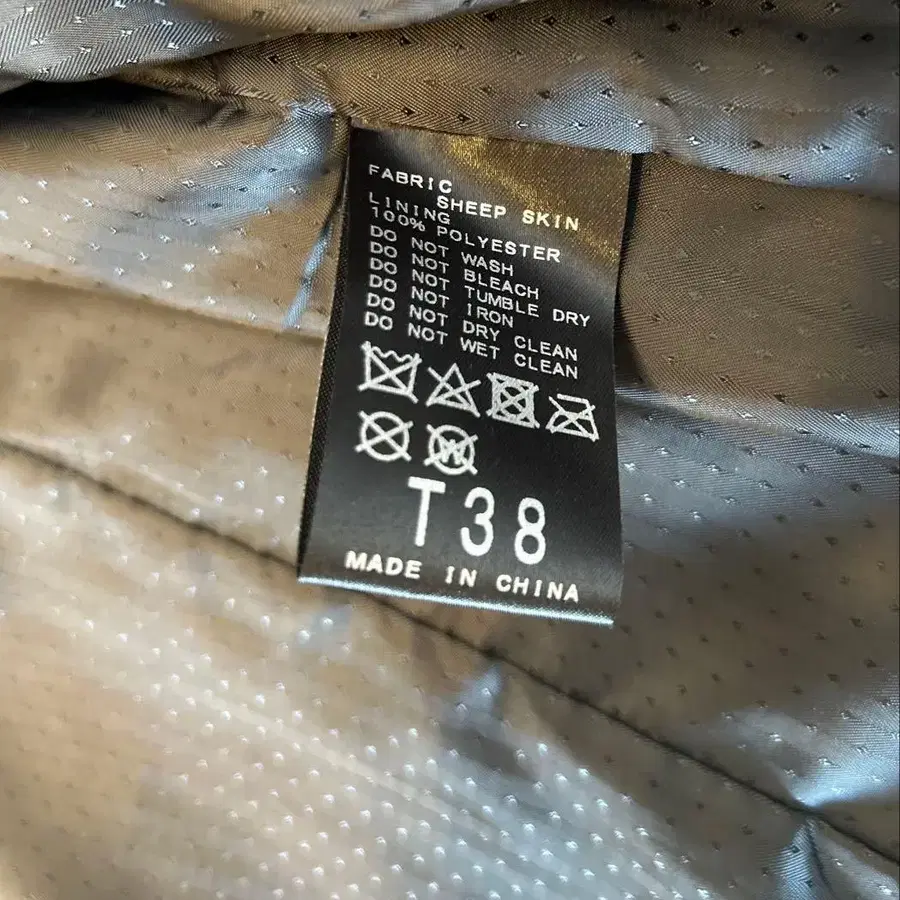 FABRIC
SHEEP SKIN
LINING
100% POLYESTER
DO NOT WASH
DO NOT BLEACH
DO NOT TUMBLE DRY
DO NOT IRON
DO NOT DRY CLEAN
DO NOT WET CLEAN
W
T38
MADE IN CHINA